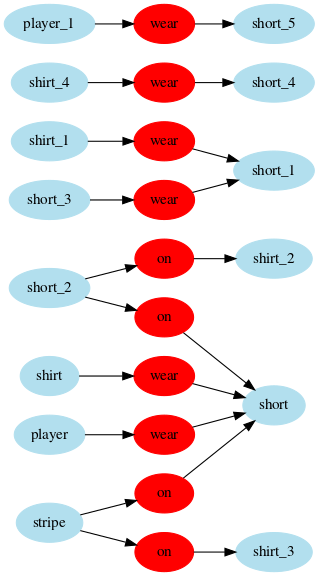 player_1 wear short_5
shirt_4 wear short_4
shirt_1 wear
short_1
short_3 wear
on shirt_2
short_2
on
shirt wear
short
player wear
on
stripe
on shirt_3